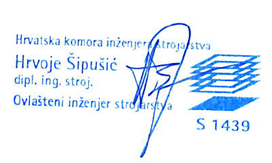 Hrvatska komora inženjera strojarstva
Hrvoje Šipušić
dipl. ing. stroj.
Ovlašteni inženjer strojarstva
S 1439